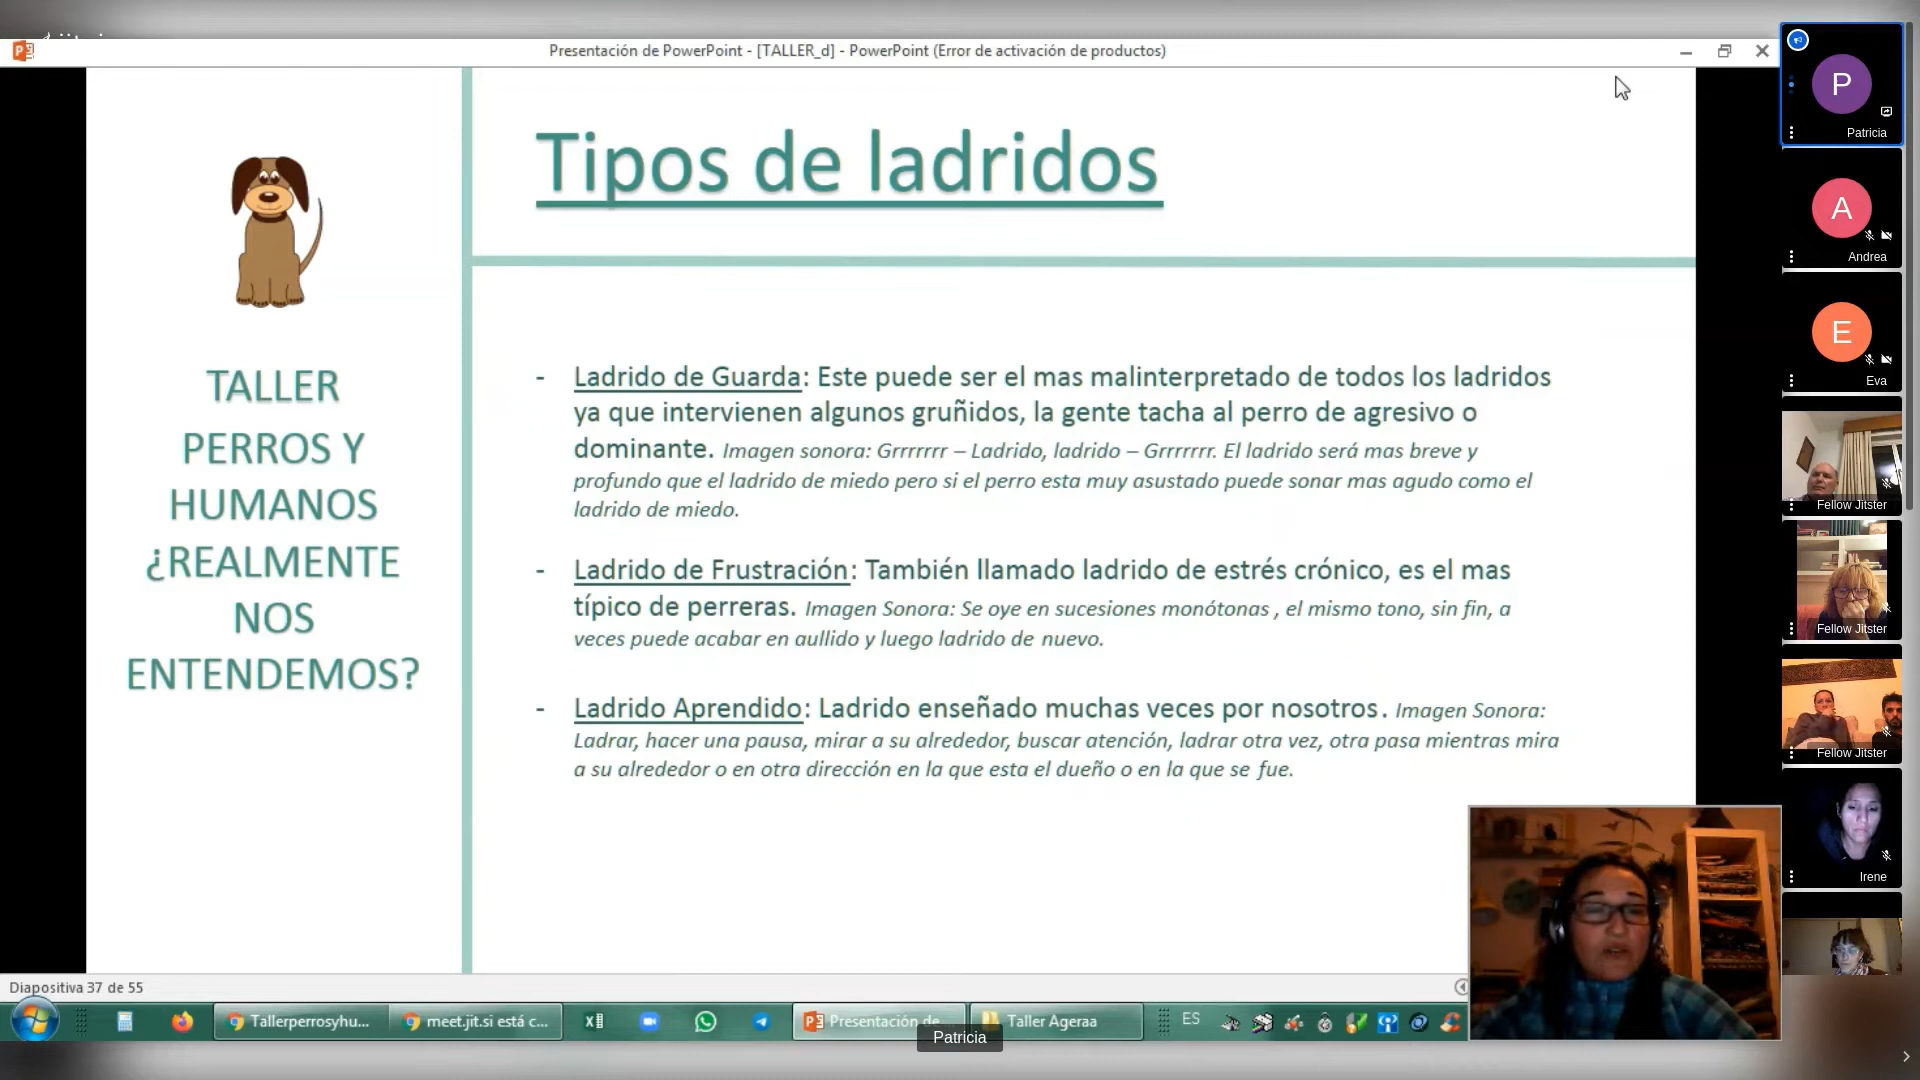 Presentación de PowerPoint - [TALLER_d] - PowerPoint (Error de activación de productos)
Tipos de ladridos
TALLER
PERROS Y
HUMANOS
¿REALMENTE
NOS
ENTENDEMOS?
- Ladrido de Guarda: Este puede ser el mas malinterpretado de todos los ladridos
ya que intervienen algunos gruñidos, la gente tacha al perro de agresivo o
dominante. Imagen sonora: Grrrrrrr – Ladrido, ladrido – Grrrrrrr. El ladrido será mas breve y
profundo que el ladrido de miedo pero si el perro esta muy asustado puede sonar mas agudo como el
ladrido de miedo.
- Ladrido de Frustración: También llamado ladrido de estrés crónico, es el mas
típico de perreras. Imagen Sonora: Se oye en sucesiones monótonas , el mismo tono, sin fin, a
veces puede acabar en aullido y luego ladrido de nuevo.
- Ladrido Aprendido: Ladrido enseñado muchas veces por nosotros. Imagen Sonora:
Ladrar, hacer una pausa, mirar a su alrededor, buscar atención, ladrar otra vez, otra pasa mientras mira
a su alrededor o en otra dirección en la que esta el dueño o en la que se fue.
P
Patricia
A
Andrea
E
Eva
Fellow Jitster
Fellow Jitster
Fellow Jitster
Irene
Diapositiva 37 de 55
Tallerperrosyhu...
meet.jit.si está c...
Presentación de
Taller Ageraa
ES
Patricia